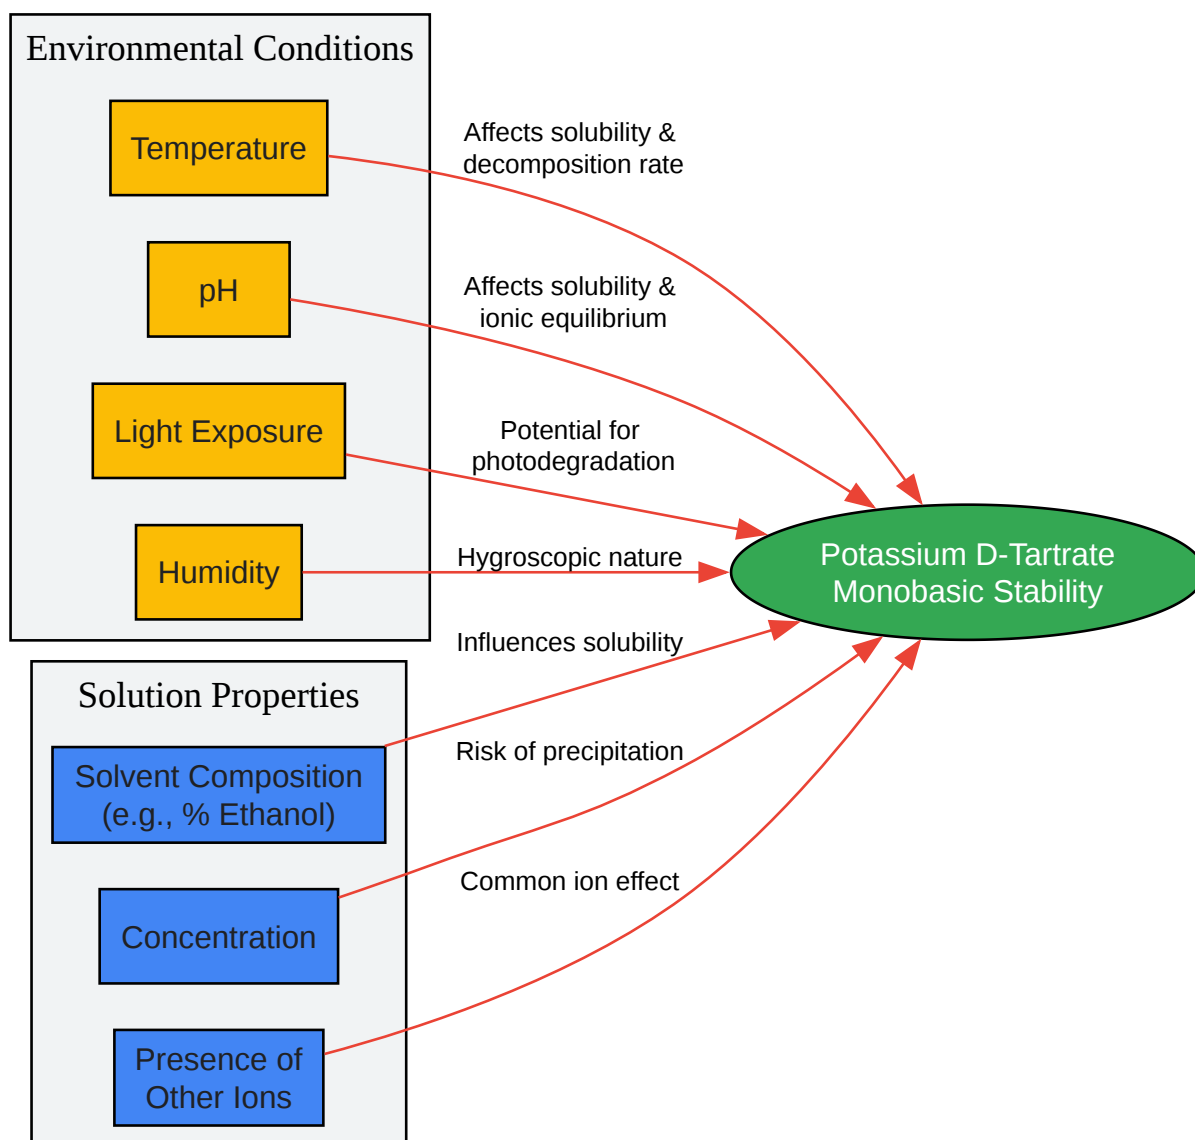 Environmental Conditions
Temperature
Affects solubility &
decomposition rate
pH
Affects solubility &
ionic equilibrium
Light Exposure
Potential for
photodegradation
Humidity
Hygroscopic nature
Potassium D-Tartrate
Monobasic Stability
Solution Properties
Influences solubility
Solvent Composition
(e.g., % Ethanol)
Risk of precipitation
Concentration
Common ion effect
Presence of
Other Ions